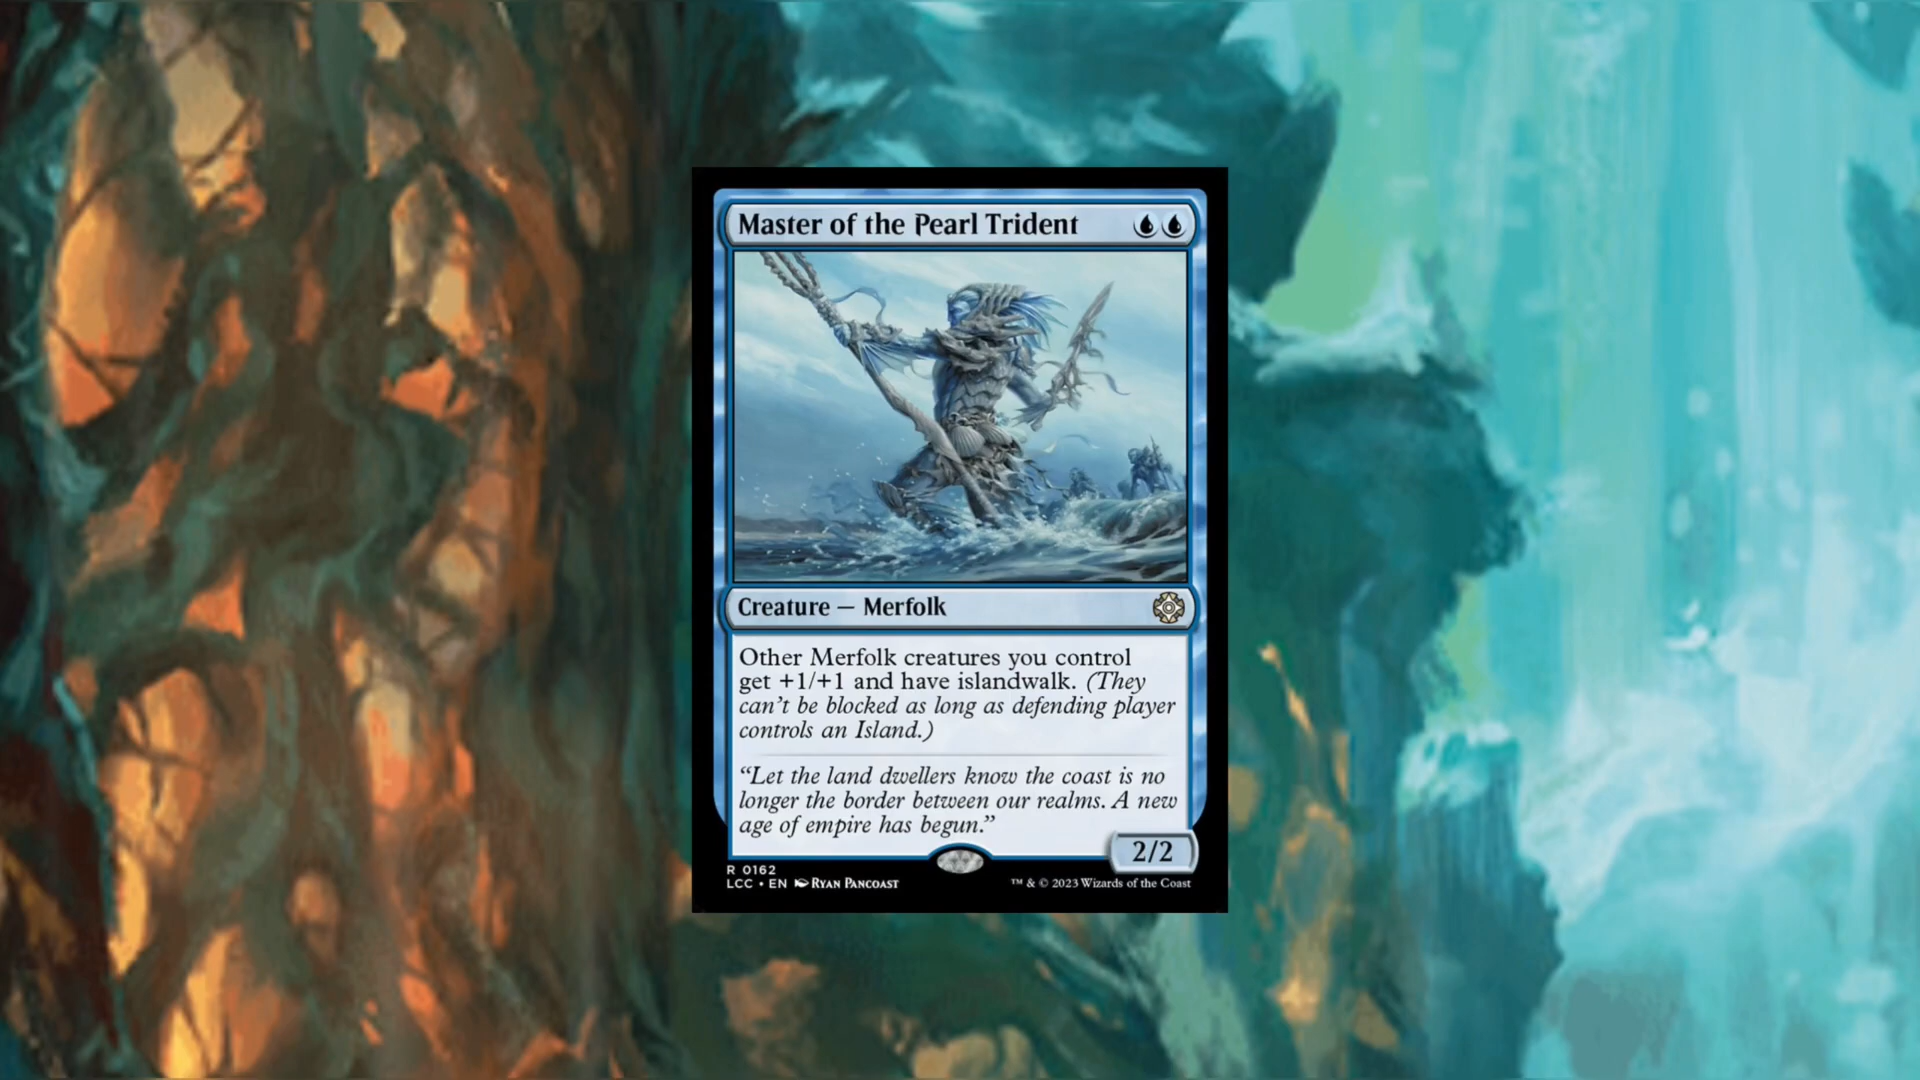 Master of the Pearl Trident
Creature — Merfolk
Other Merfolk creatures you control
get +1/+1 and have islandwalk. (They
can't be blocked as long as defending player
controls an Island.)
“Let the land dwellers know the coast is no
longer the border between our realms. A new
age of empire has begun.”
2/2
R 0162
LCC • EN Ryan Pancoast
™ & © 2023 Wizards of the Coast